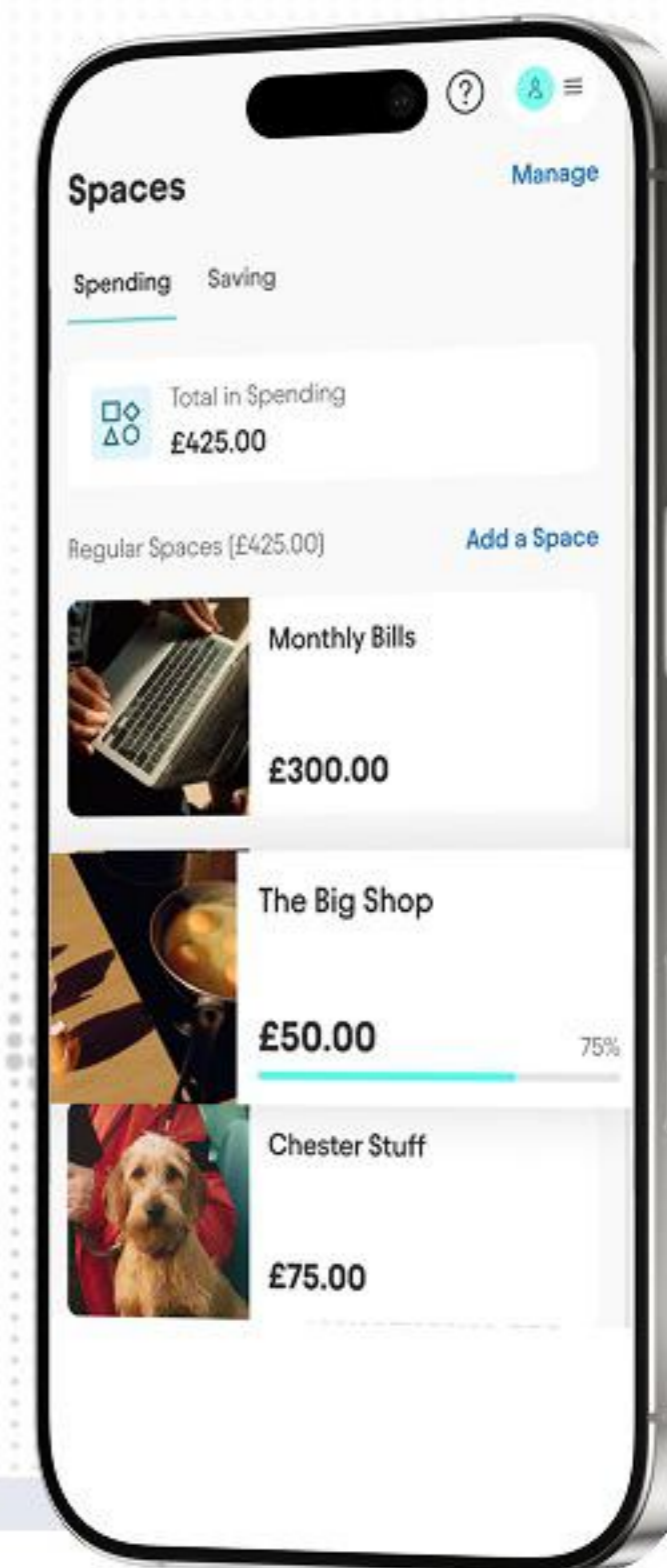 ?
Spaces
Manage
Spending Saving
Total in Spending
£425.00
Regular Spaces (£425.00)
Add a Space
Monthly Bills
£300.00
The Big Shop
£50.00
75%
Chester Stuff
£75.00